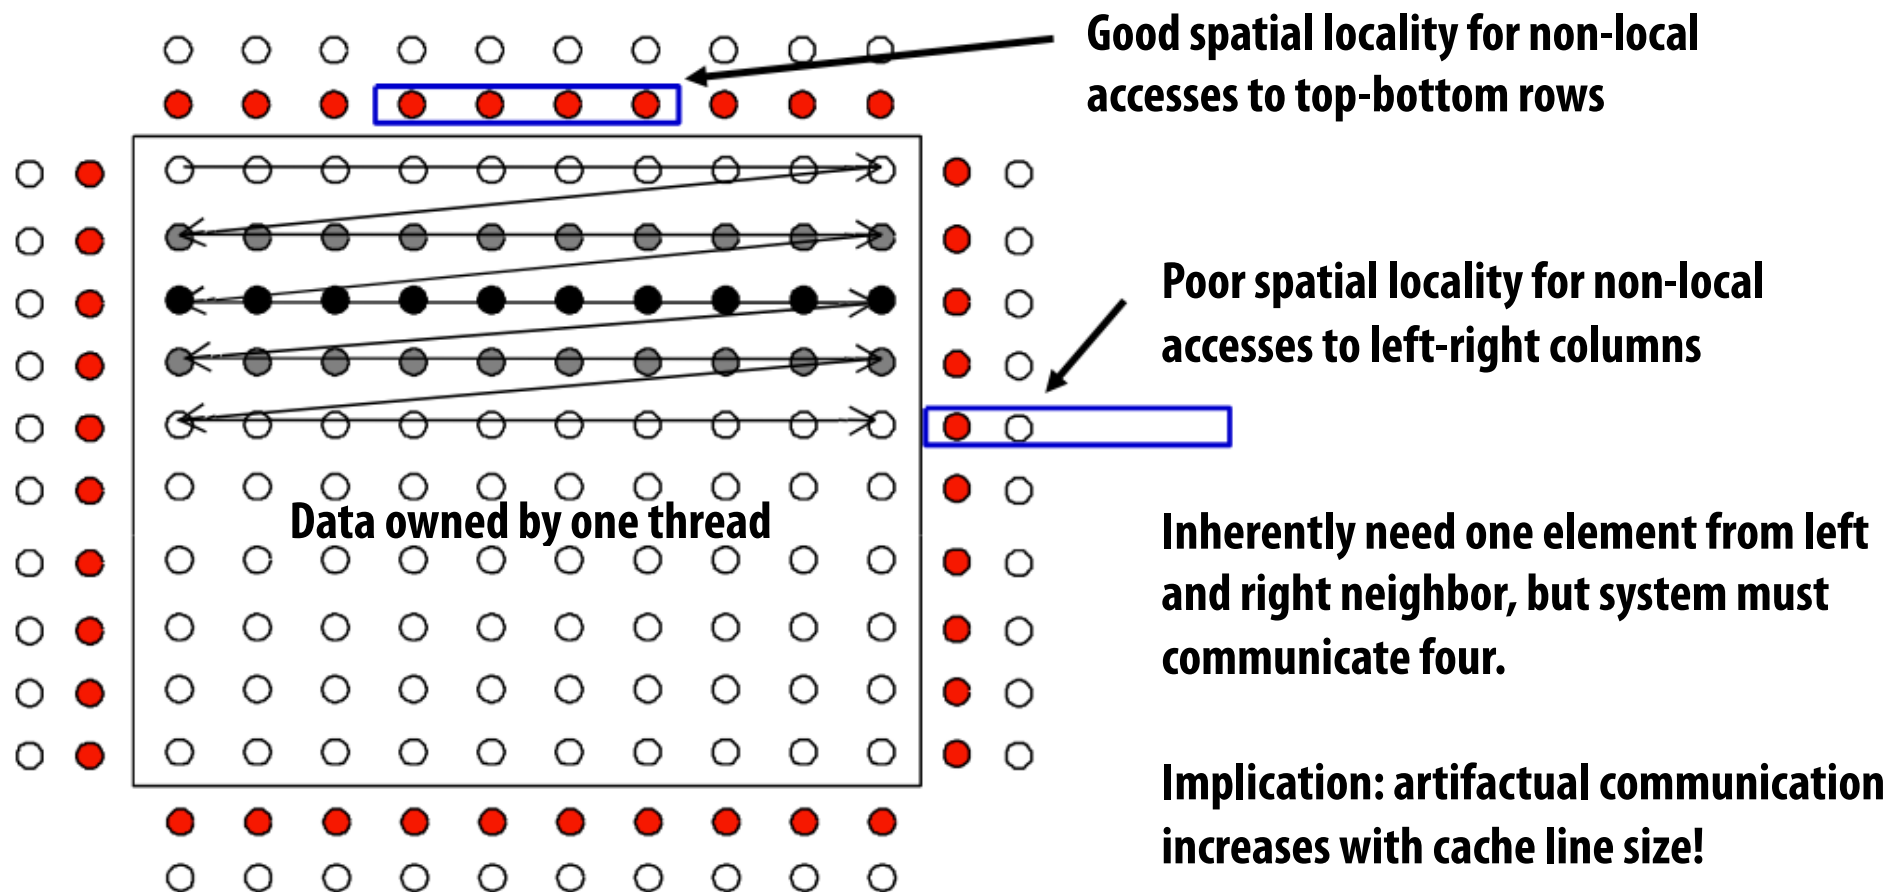 Good spatial locality for non-local
accesses to top-bottom rows
Poor spatial locality for non-local
accesses to left-right columns
Data owned by one thread
Inherently need one element from left
and right neighbor, but system must
communicate four.
Implication: artifactual communication
increases with cache line size!